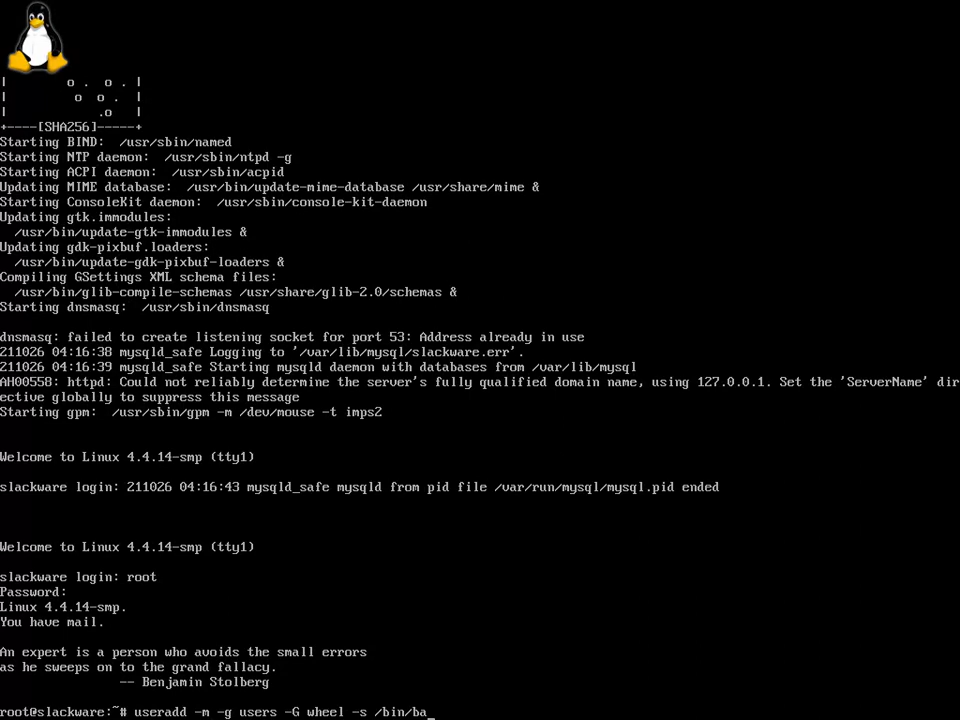 |        o .  o . |
|         o  o .  |
|            .o   |
+----[SHA256]-----+
Starting BIND:  /usr/sbin/named
Starting NTP daemon:  /usr/sbin/ntpd -g
Starting ACPI daemon:  /usr/sbin/acpid
Updating MIME database:  /usr/bin/update-mime-database /usr/share/mime &
Starting ConsoleKit daemon:  /usr/sbin/console-kit-daemon
Updating gtk.immodules:
  /usr/bin/update-gtk-immodules &
Updating gdk-pixbuf.loaders:
  /usr/bin/update-gdk-pixbuf-loaders &
Compiling GSettings XML schema files:
  /usr/bin/glib-compile-schemas /usr/share/glib-2.0/schemas &
Starting dnsmasq:  /usr/sbin/dnsmasq
dnsmasq: failed to create listening socket for port 53: Address already in use
211026 04:16:38 mysqld_safe Logging to '/var/lib/mysql/slackware.err'.
211026 04:16:39 mysqld_safe Starting mysqld daemon with databases from /var/lib/mysql
AH00558: httpd: Could not reliably determine the server's fully qualified domain name, using 127.0.0.1. Set the 'ServerName' dir
ective globally to suppress this message
Starting gpm:  /usr/sbin/gpm -m /dev/mouse -t imps2
Welcome to Linux 4.4.14-smp (tty1)
slackware login: 211026 04:16:43 mysqld_safe mysqld from pid file /var/run/mysql/mysql.pid ended
Welcome to Linux 4.4.14-smp (tty1)
slackware login: root
Password:
Linux 4.4.14-smp.
You have mail.
An expert is a person who avoids the small errors
as he sweeps on to the grand fallacy.
                -- Benjamin Stolberg
root@slackware:~# useradd -m -g users -G wheel -s /bin/ba_